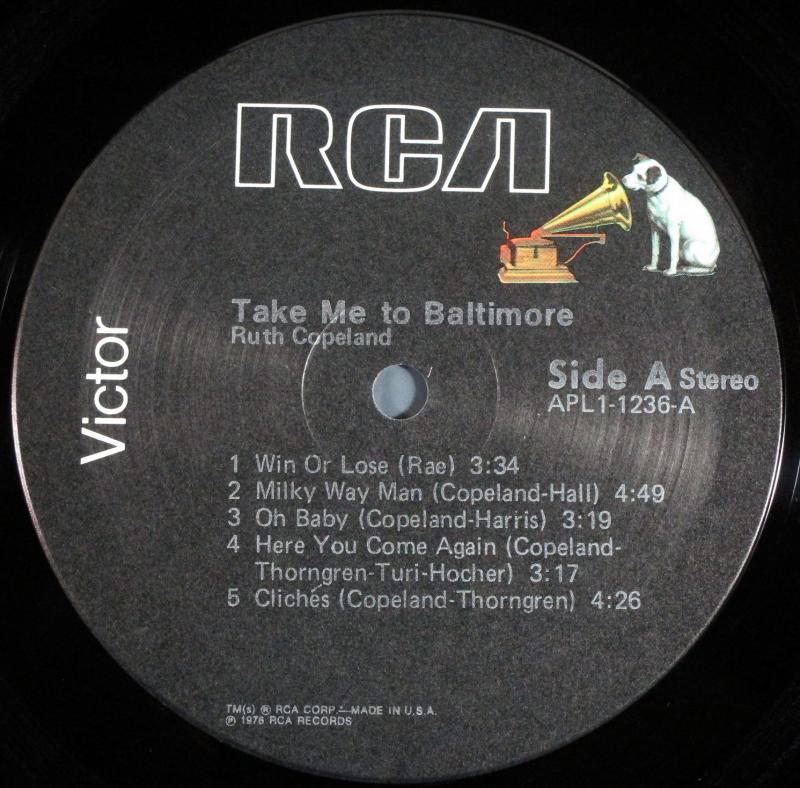 RCA
Victor
Take Me to Baltimore
Ruth Copeland
Side A Stereo
APL1-1236-A
1 Win Or Lose (Rae) 3:34
2 Milky Way Man (Copeland-Hall) 4:49
3 Oh Baby (Copeland-Harris) 3:19
4 Here You Come Again (Copeland-
Thorngren-Turi-Hocher) 3:17
5 Clichés (Copeland-Thorngren) 4:26
TM(s) ® RCA CORP.—MADE IN U.S.A.
℗ 1976 RCA RECORDS